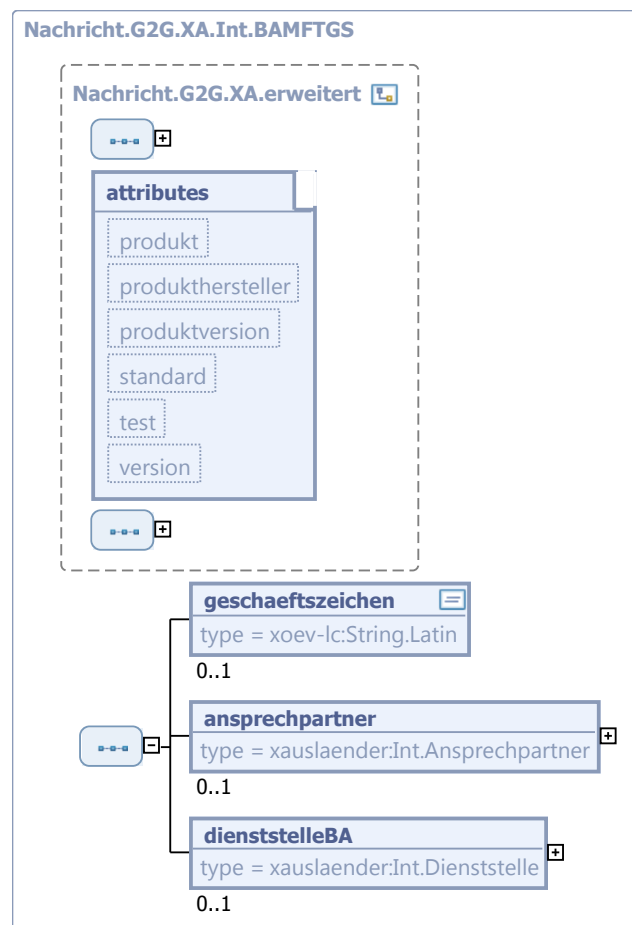 Nachricht.G2G.XA.Int.BAMFTGS
Nachricht.G2G.XA.erweitert
attributes
produkt
produkthersteller
produktversion
standard
test
version
geschaeftszeichen
type = xoev-lc:String.Latin
0..1
ansprechpartner
type = xauslaender:Int.Ansprechpartner
0..1
dienststelleBA
type = xauslaender:Int.Dienststelle
0..1